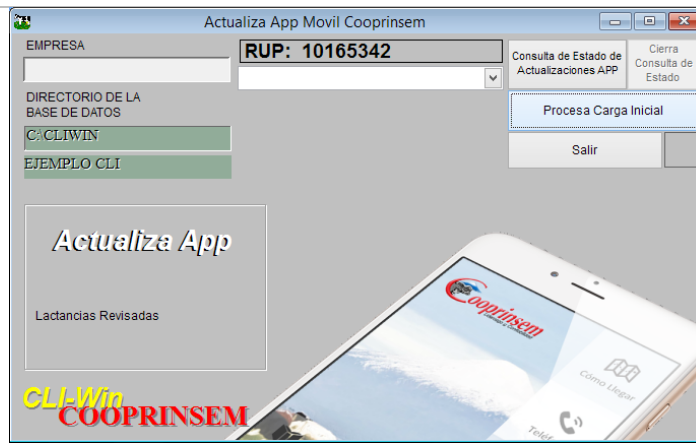 Actualiza App Movil Cooprinsem
EMPRESA
RUP: 10165342
Consulta de Estado de
Actualizaciones APP
Cierra
Consulta de
Estado
DIRECTORIO DE LA
BASE DE DATOS
C:\CLIWIN
EJEMPLO CLI
Procesa Carga Inicial
Salir
Actualiza App
Lactancias Revisadas
Cooprinsem
Cómo Llegar
CLI-Win
COOPRINSEM